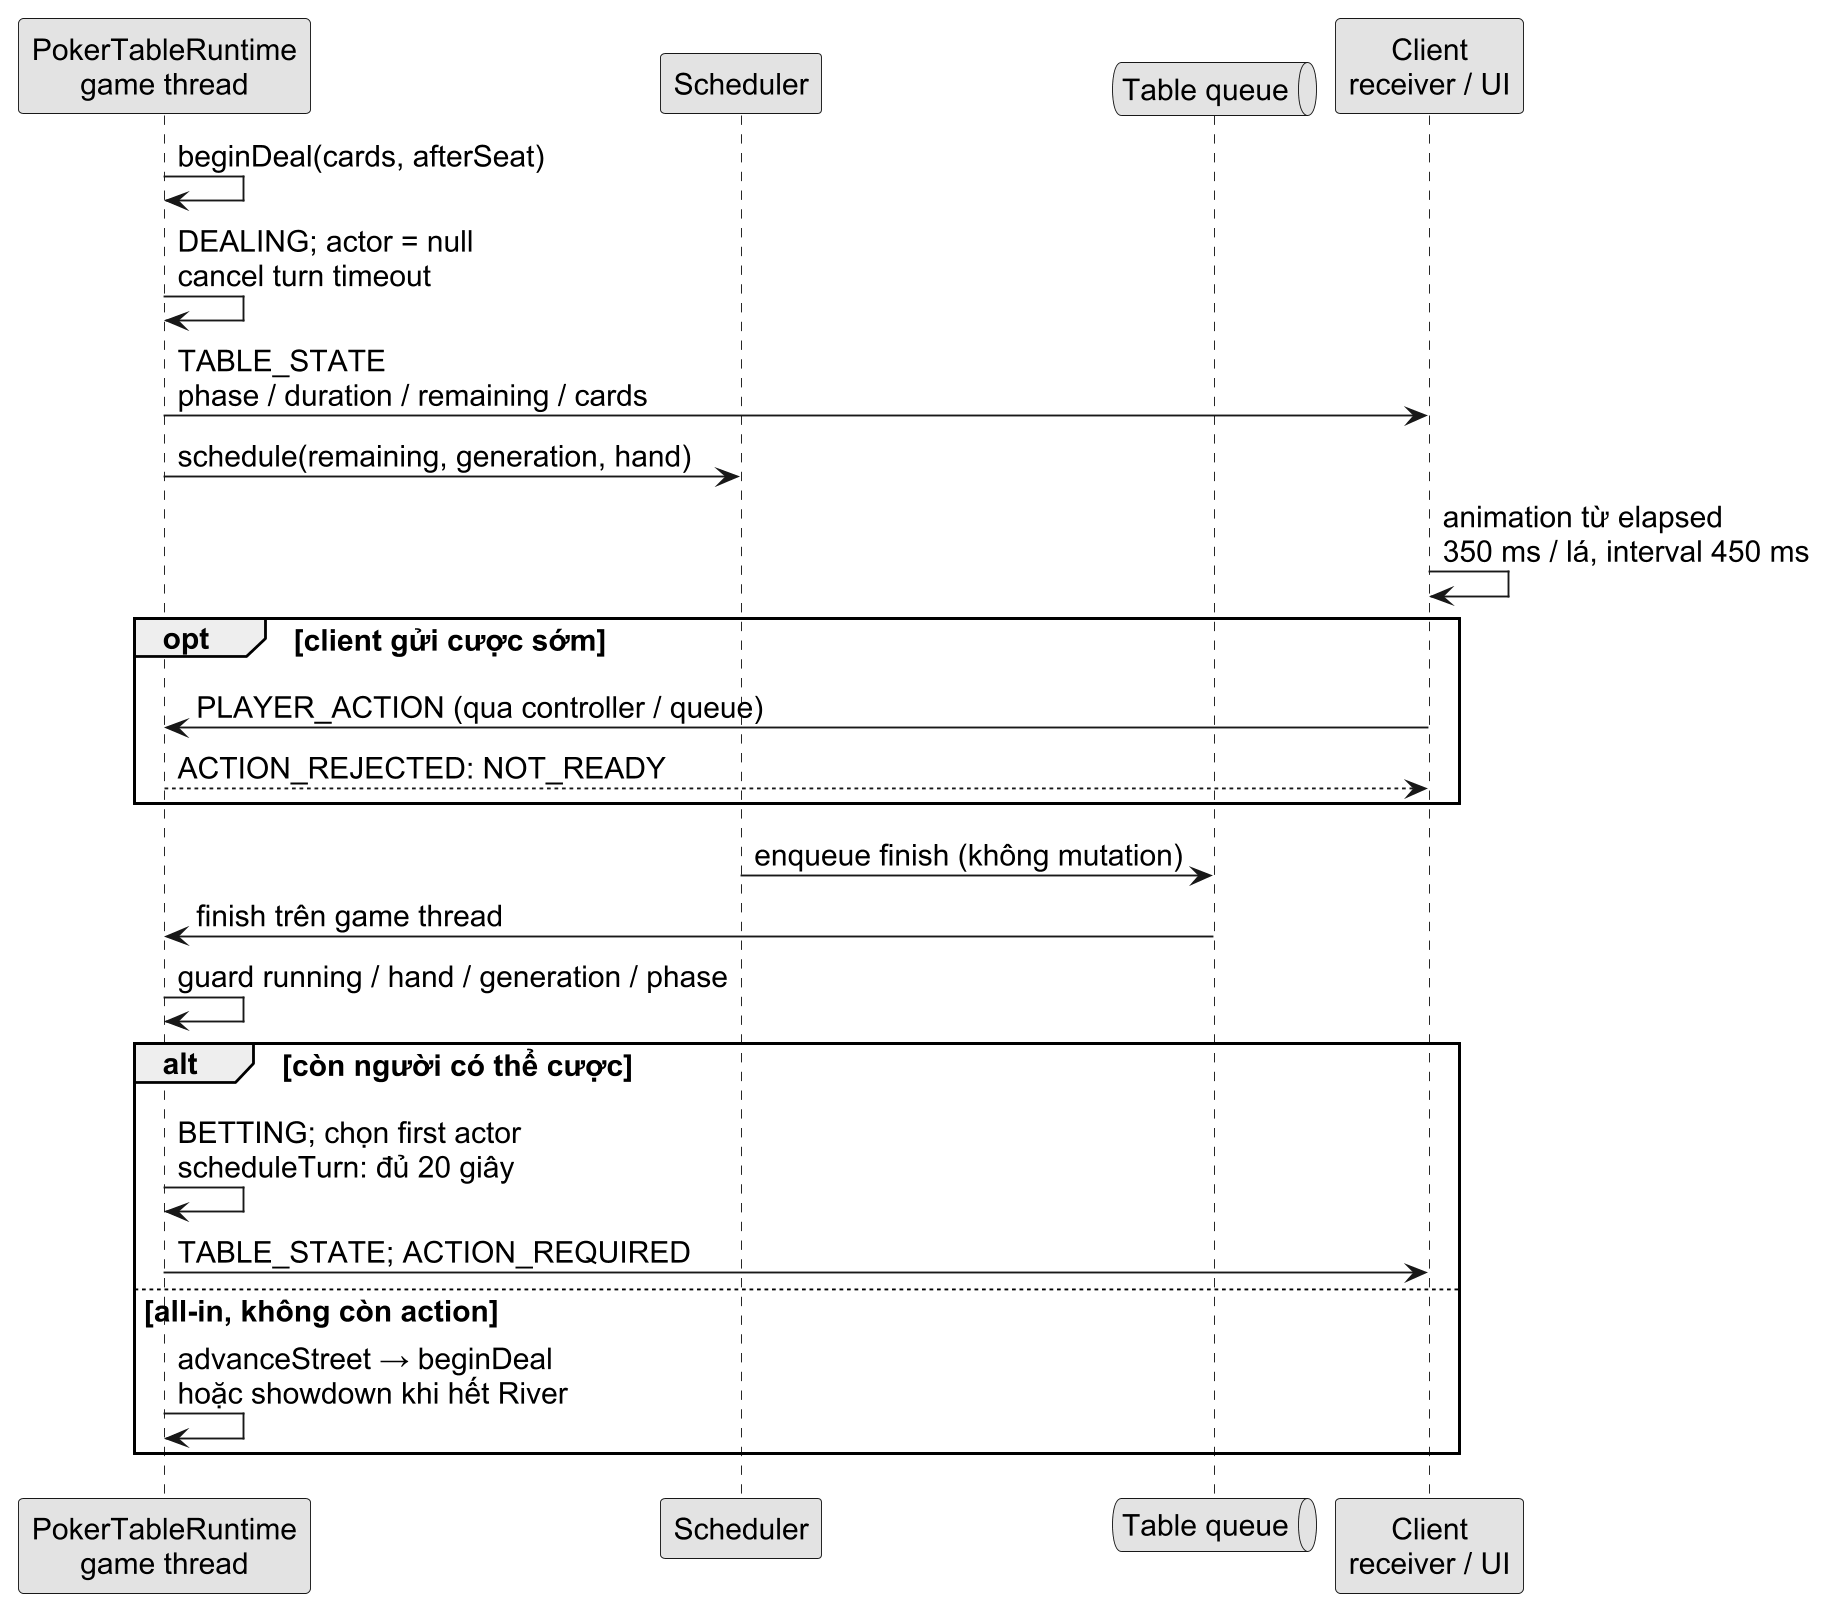 PokerTableRuntime
game thread
Scheduler
Table queue
Client
receiver / UI
beginDeal(cards, afterSeat)
DEALING; actor = null
cancel turn timeout
TABLE_STATE
phase / duration / remaining / cards
schedule(remaining, generation, hand)
animation từ elapsed
350 ms / lá, interval 450 ms
opt
[client gửi cược sớm]
PLAYER_ACTION (qua controller / queue)
ACTION_REJECTED: NOT_READY
enqueue finish (không mutation)
finish trên game thread
guard running / hand / generation / phase
alt
[còn người có thể cược]
BETTING; chọn first actor
scheduleTurn: đủ 20 giây
TABLE_STATE; ACTION_REQUIRED
[all-in, không còn action]
advanceStreet → beginDeal
hoặc showdown khi hết River
PokerTableRuntime
game thread
Scheduler
Table queue
Client
receiver / UI